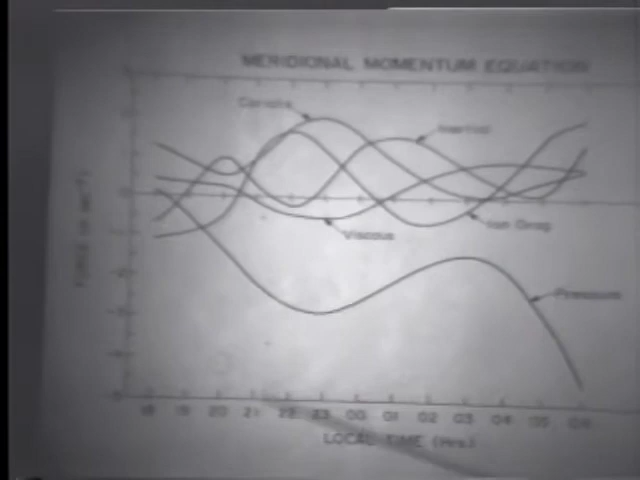 MERIDIONAL MOMENTUM EQUATION
Coriolis
Inertial
Ion Drag
Viscous
Pressure
18 19 20 21 22 23 00 01 02 03 04 05 06
LOCAL TIME (Hrs.)